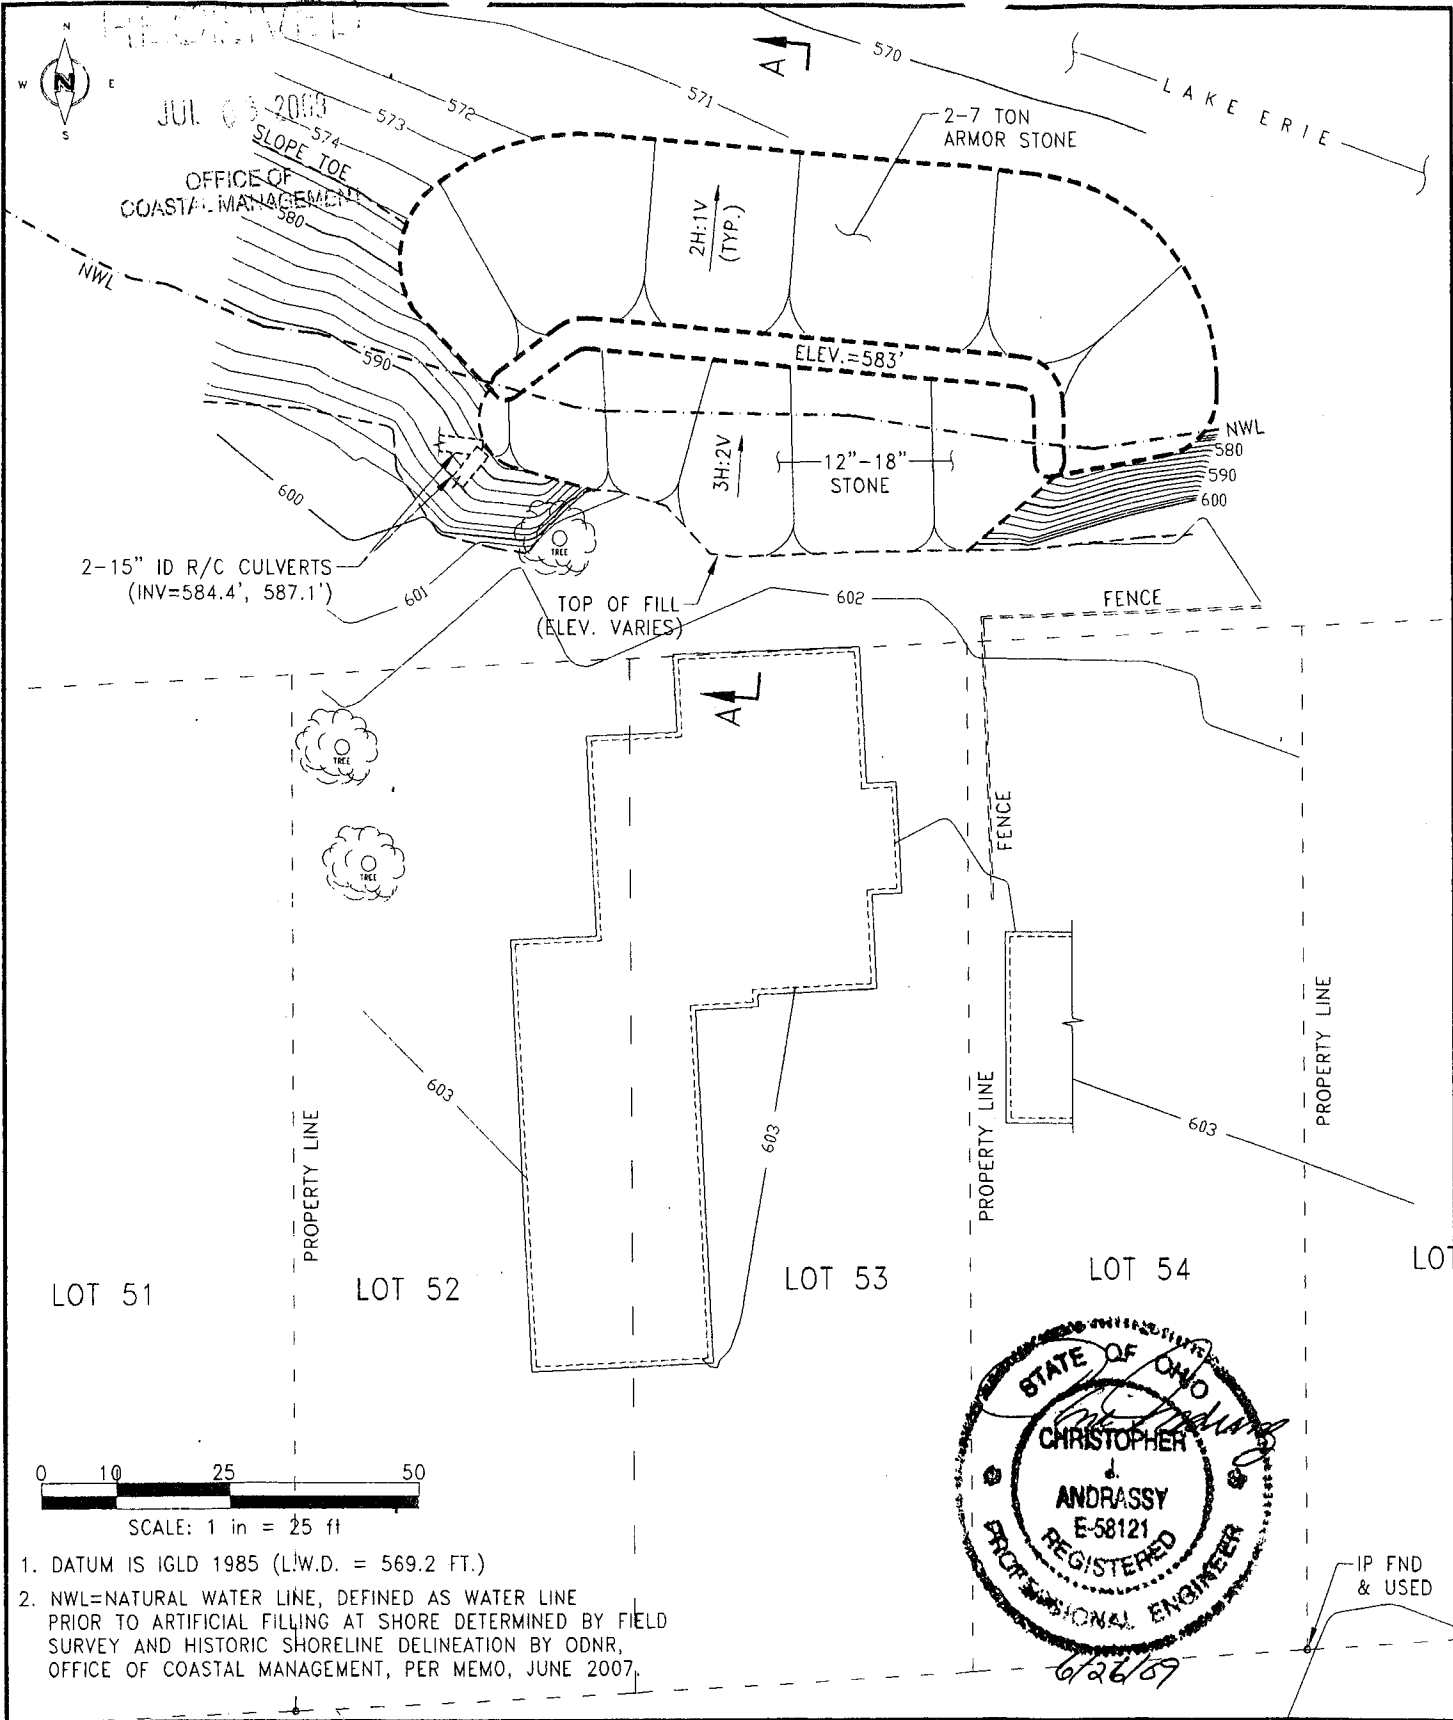 N
W
E
S
RECEIVED
JUL
OFFICE OF
COASTAL MANAGEMENT
A
570
571
572
573
574
SLOPE TOE
580
LAKE ERIE
2-7 TON
ARMOR STONE
2H:1V
(TYP.)
NWL
590
ELEV.=583'
NWL
580
590
600
3H:2V
12"-18"
STONE
600
TREE
2-15" ID R/C CULVERTS
(INV=584.4', 587.1')
601
TOP OF FILL
(ELEV. VARIES)
602
FENCE
A
TREE
TREE
FENCE
603
603
603
PROPERTY LINE
PROPERTY LINE
PROPERTY LINE
LOT 51
LOT 52
LOT 53
LOT 54
LOT
STATE OF OHIO
CHRISTOPHER
J.
ANDRASSY
E-58121
REGISTERED
PROFESSIONAL ENGINEER
6/26/09
0 10 25 50
SCALE: 1 in = 25 ft
1. DATUM IS IGLD 1985 (L.W.D. = 569.2 FT.)
2. NWL=NATURAL WATER LINE, DEFINED AS WATER LINE
PRIOR TO ARTIFICIAL FILLING AT SHORE DETERMINED BY FIELD
SURVEY AND HISTORIC SHORELINE DELINEATION BY ODNR,
OFFICE OF COASTAL MANAGEMENT, PER MEMO, JUNE 2007.
IP FND
& USED